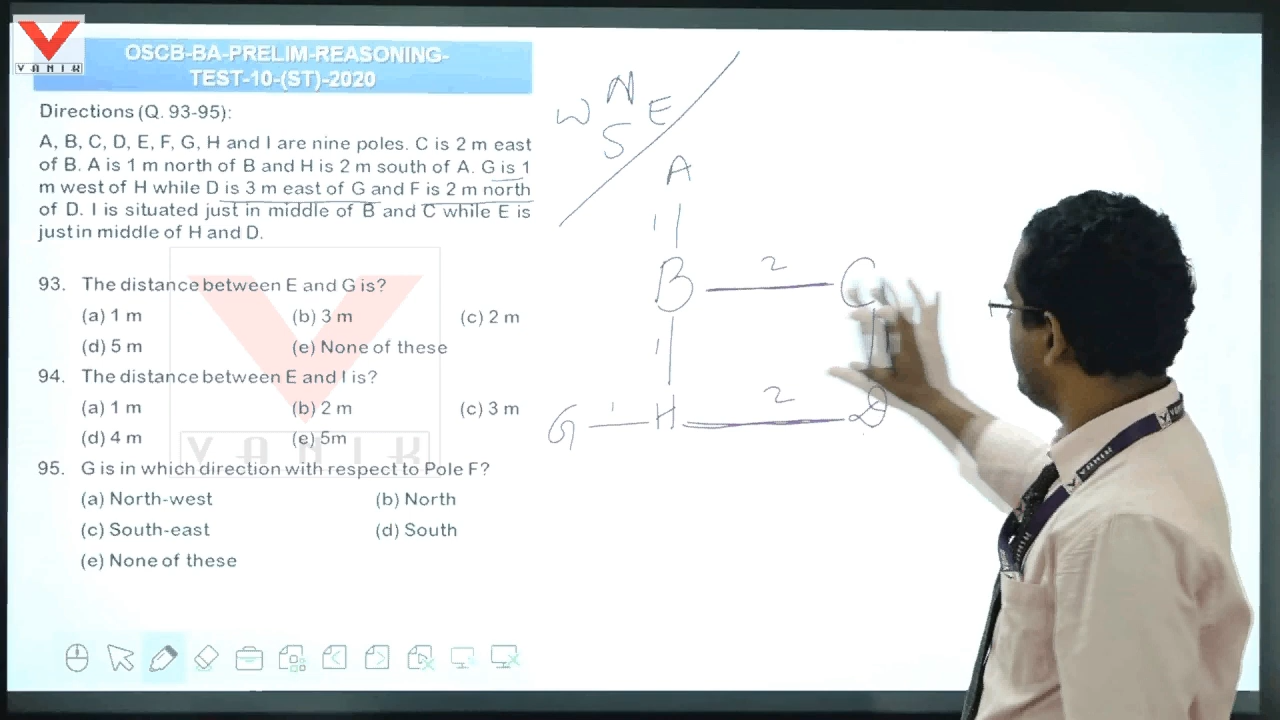 VANIK
OSCB-BA-PRELIM-REASONING-
TEST-10-(ST)-2020
Directions (Q. 93-95):
A, B, C, D, E, F, G, H and I are nine poles. C is 2 m east
of B. A is 1 m north of B and H is 2 m south of A. G is 1
m west of H while D is 3 m east of G and F is 2 m north
of D. I is situated just in middle of B and C while E is
just in middle of H and D.
93. The distance between E and G is?
(a) 1 m (b) 3 m (c) 2 m
(d) 5 m (e) None of these
94. The distance between E and I is?
(a) 1 m (b) 2 m (c) 3 m
(d) 4 m (e) 5m
VANIK
95. G is in which direction with respect to Pole F?
(a) North-west (b) North
(c) South-east (d) South
(e) None of these
N
W E
S
A
1
B 2 C
1
G 1 H 2 D
VANIK